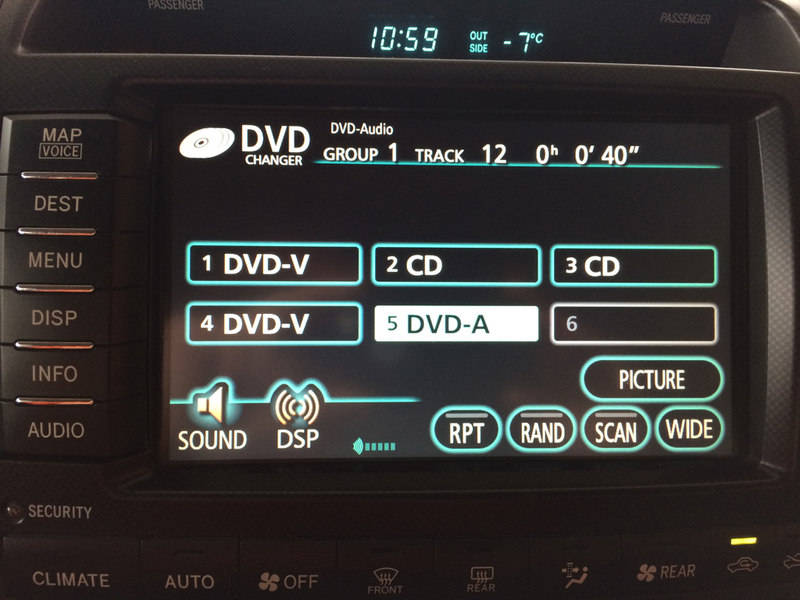 PASSENGER
PASSENGER
10:59 OUT SIDE -7°C
MAP
VOICE
DEST
MENU
DISP
INFO
AUDIO
DVD
CHANGER
DVD-Audio
GROUP 1 TRACK 12 0h 0' 40"
1 DVD-V
2 CD
3 CD
4 DVD-V
5 DVD-A
6
PICTURE
SOUND
DSP
RPT
RAND
SCAN
WIDE
SECURITY
CLIMATE
AUTO
OFF
FRONT
REAR
REAR